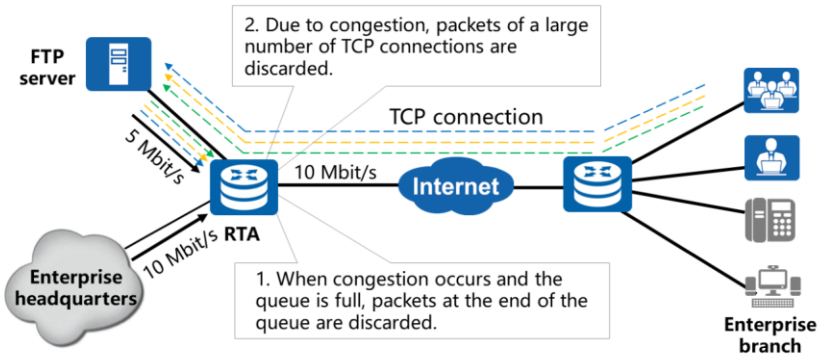 2. Due to congestion, packets of a large
number of TCP connections are
discarded.
FTP
server
TCP connection
5 Mbit/s
10 Mbit/s
Internet
RTA
10 Mbit/s
Enterprise
headquarters
1. When congestion occurs and the
queue is full, packets at the end of the
queue are discarded.
Enterprise
branch